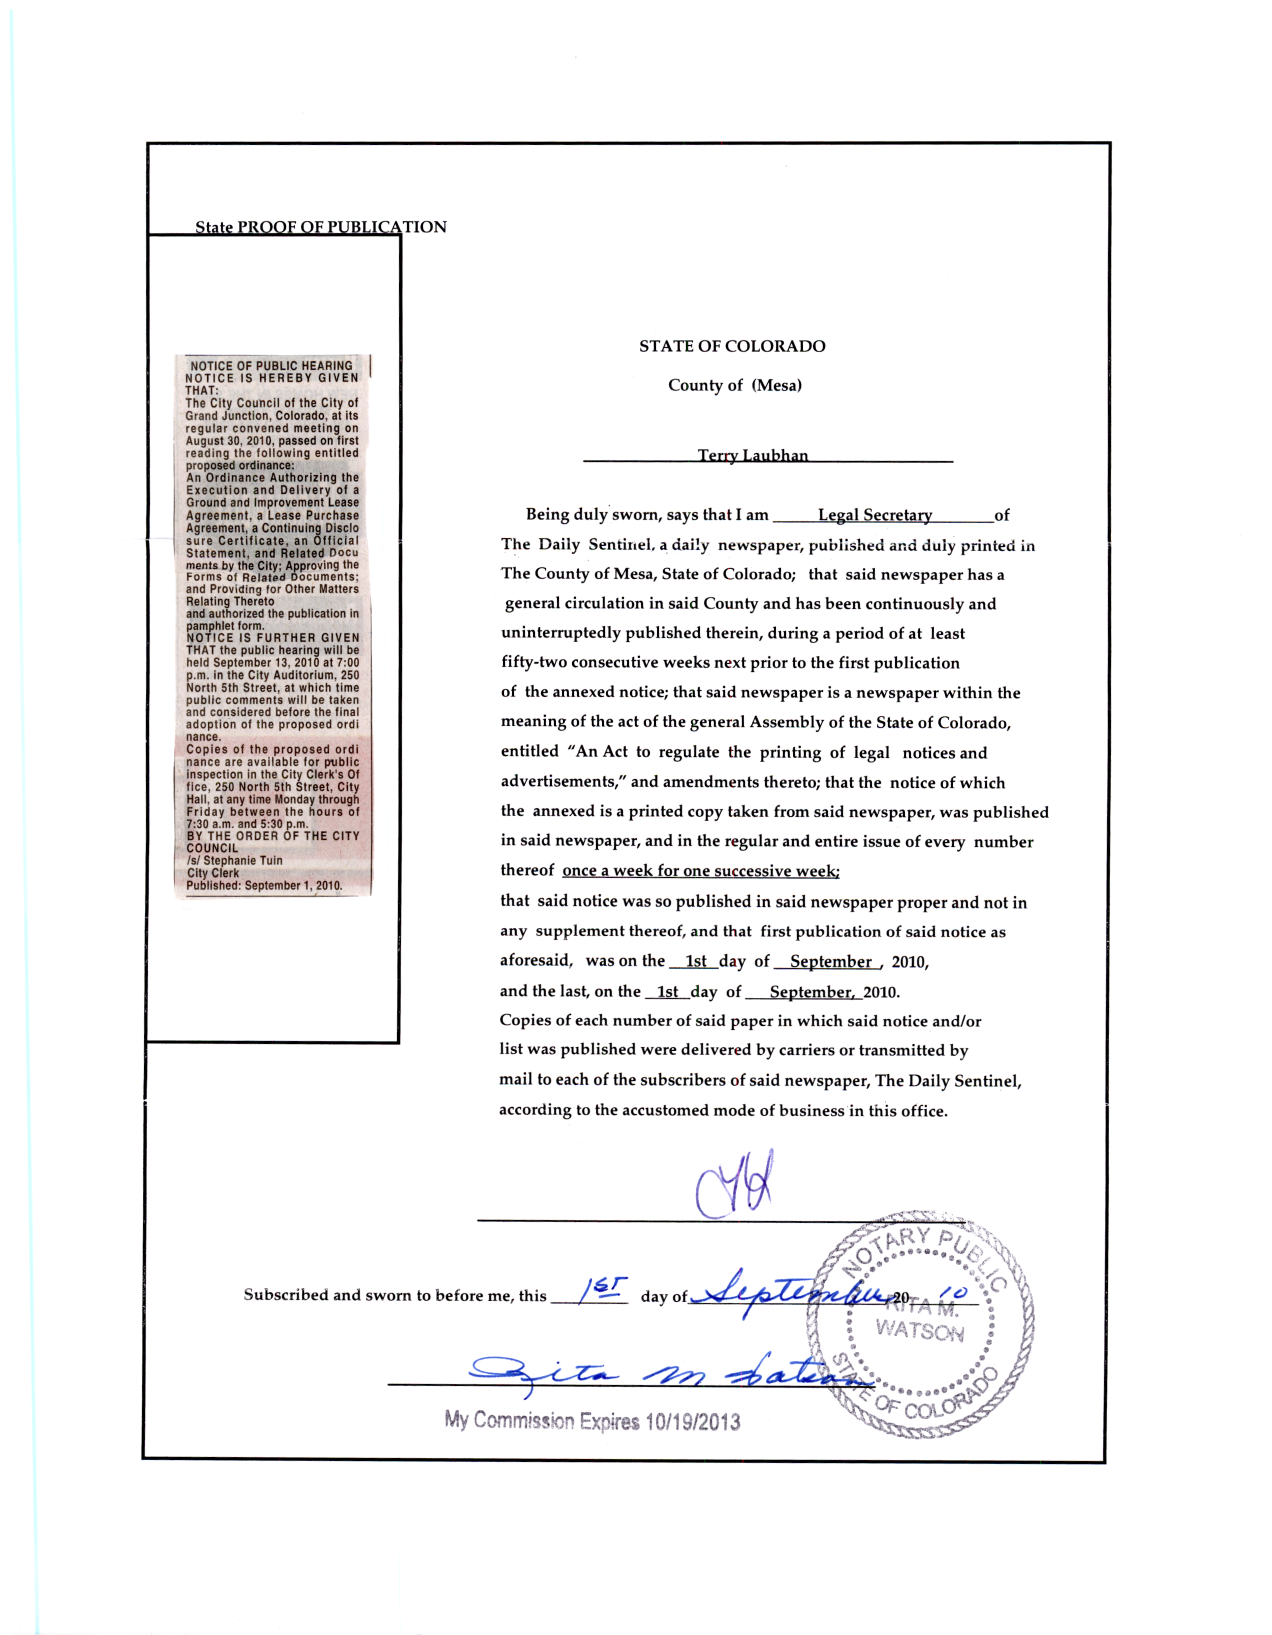 State PROOF OF PUBLICATION
NOTICE OF PUBLIC HEARING
NOTICE IS HEREBY GIVEN
THAT:
The City Council of the City of
Grand Junction, Colorado, at its
regular convened meeting on
August 30, 2010, passed on first
reading the following entitled
proposed ordinance:
An Ordinance Authorizing the
Execution and Delivery of a
Ground and Improvement Lease
Agreement, a Lease Purchase
Agreement, a Continuing Disclo
sure Certificate, an Official
Statement, and Related Docu
ments by the City; Approving the
Forms of Related Documents;
and Providing for Other Matters
Relating Thereto
and authorized the publication in
pamphlet form.
NOTICE IS FURTHER GIVEN
THAT the public hearing will be
held September 13, 2010 at 7:00
p.m. in the City Auditorium, 250
North 5th Street, at which time
public comments will be taken
and considered before the final
adoption of the proposed ordi
nance.
Copies of the proposed ordi
nance are available for public
inspection in the City Clerk's Of
fice, 250 North 5th Street, City
Hall, at any time Monday through
Friday between the hours of
7:30 a.m. and 5:30 p.m.
BY THE ORDER OF THE CITY
COUNCIL
/s/ Stephanie Tuin
City Clerk
Published: September 1, 2010.
STATE OF COLORADO
County of (Mesa)
Terry Laubhan
Being duly sworn, says that I am Legal Secretary of
The Daily Sentinel, a daily newspaper, published and duly printed in
The County of Mesa, State of Colorado; that said newspaper has a
general circulation in said County and has been continuously and
uninterruptedly published therein, during a period of at least
fifty-two consecutive weeks next prior to the first publication
of the annexed notice; that said newspaper is a newspaper within the
meaning of the act of the general Assembly of the State of Colorado,
entitled “An Act to regulate the printing of legal notices and
advertisements,” and amendments thereto; that the notice of which
the annexed is a printed copy taken from said newspaper, was published
in said newspaper, and in the regular and entire issue of every number
thereof once a week for one successive week;
that said notice was so published in said newspaper proper and not in
any supplement thereof, and that first publication of said notice as
aforesaid, was on the 1st day of September , 2010,
and the last, on the 1st day of September, 2010.
Copies of each number of said paper in which said notice and/or
list was published were delivered by carriers or transmitted by
mail to each of the subscribers of said newspaper, The Daily Sentinel,
according to the accustomed mode of business in this office.
Subscribed and sworn to before me, this 1ST day of September 20 10
Rita M Watson
My Commission Expires 10/19/2013
NOTARY PUBLIC
RITA M.
WATSON
STATE OF COLORADO